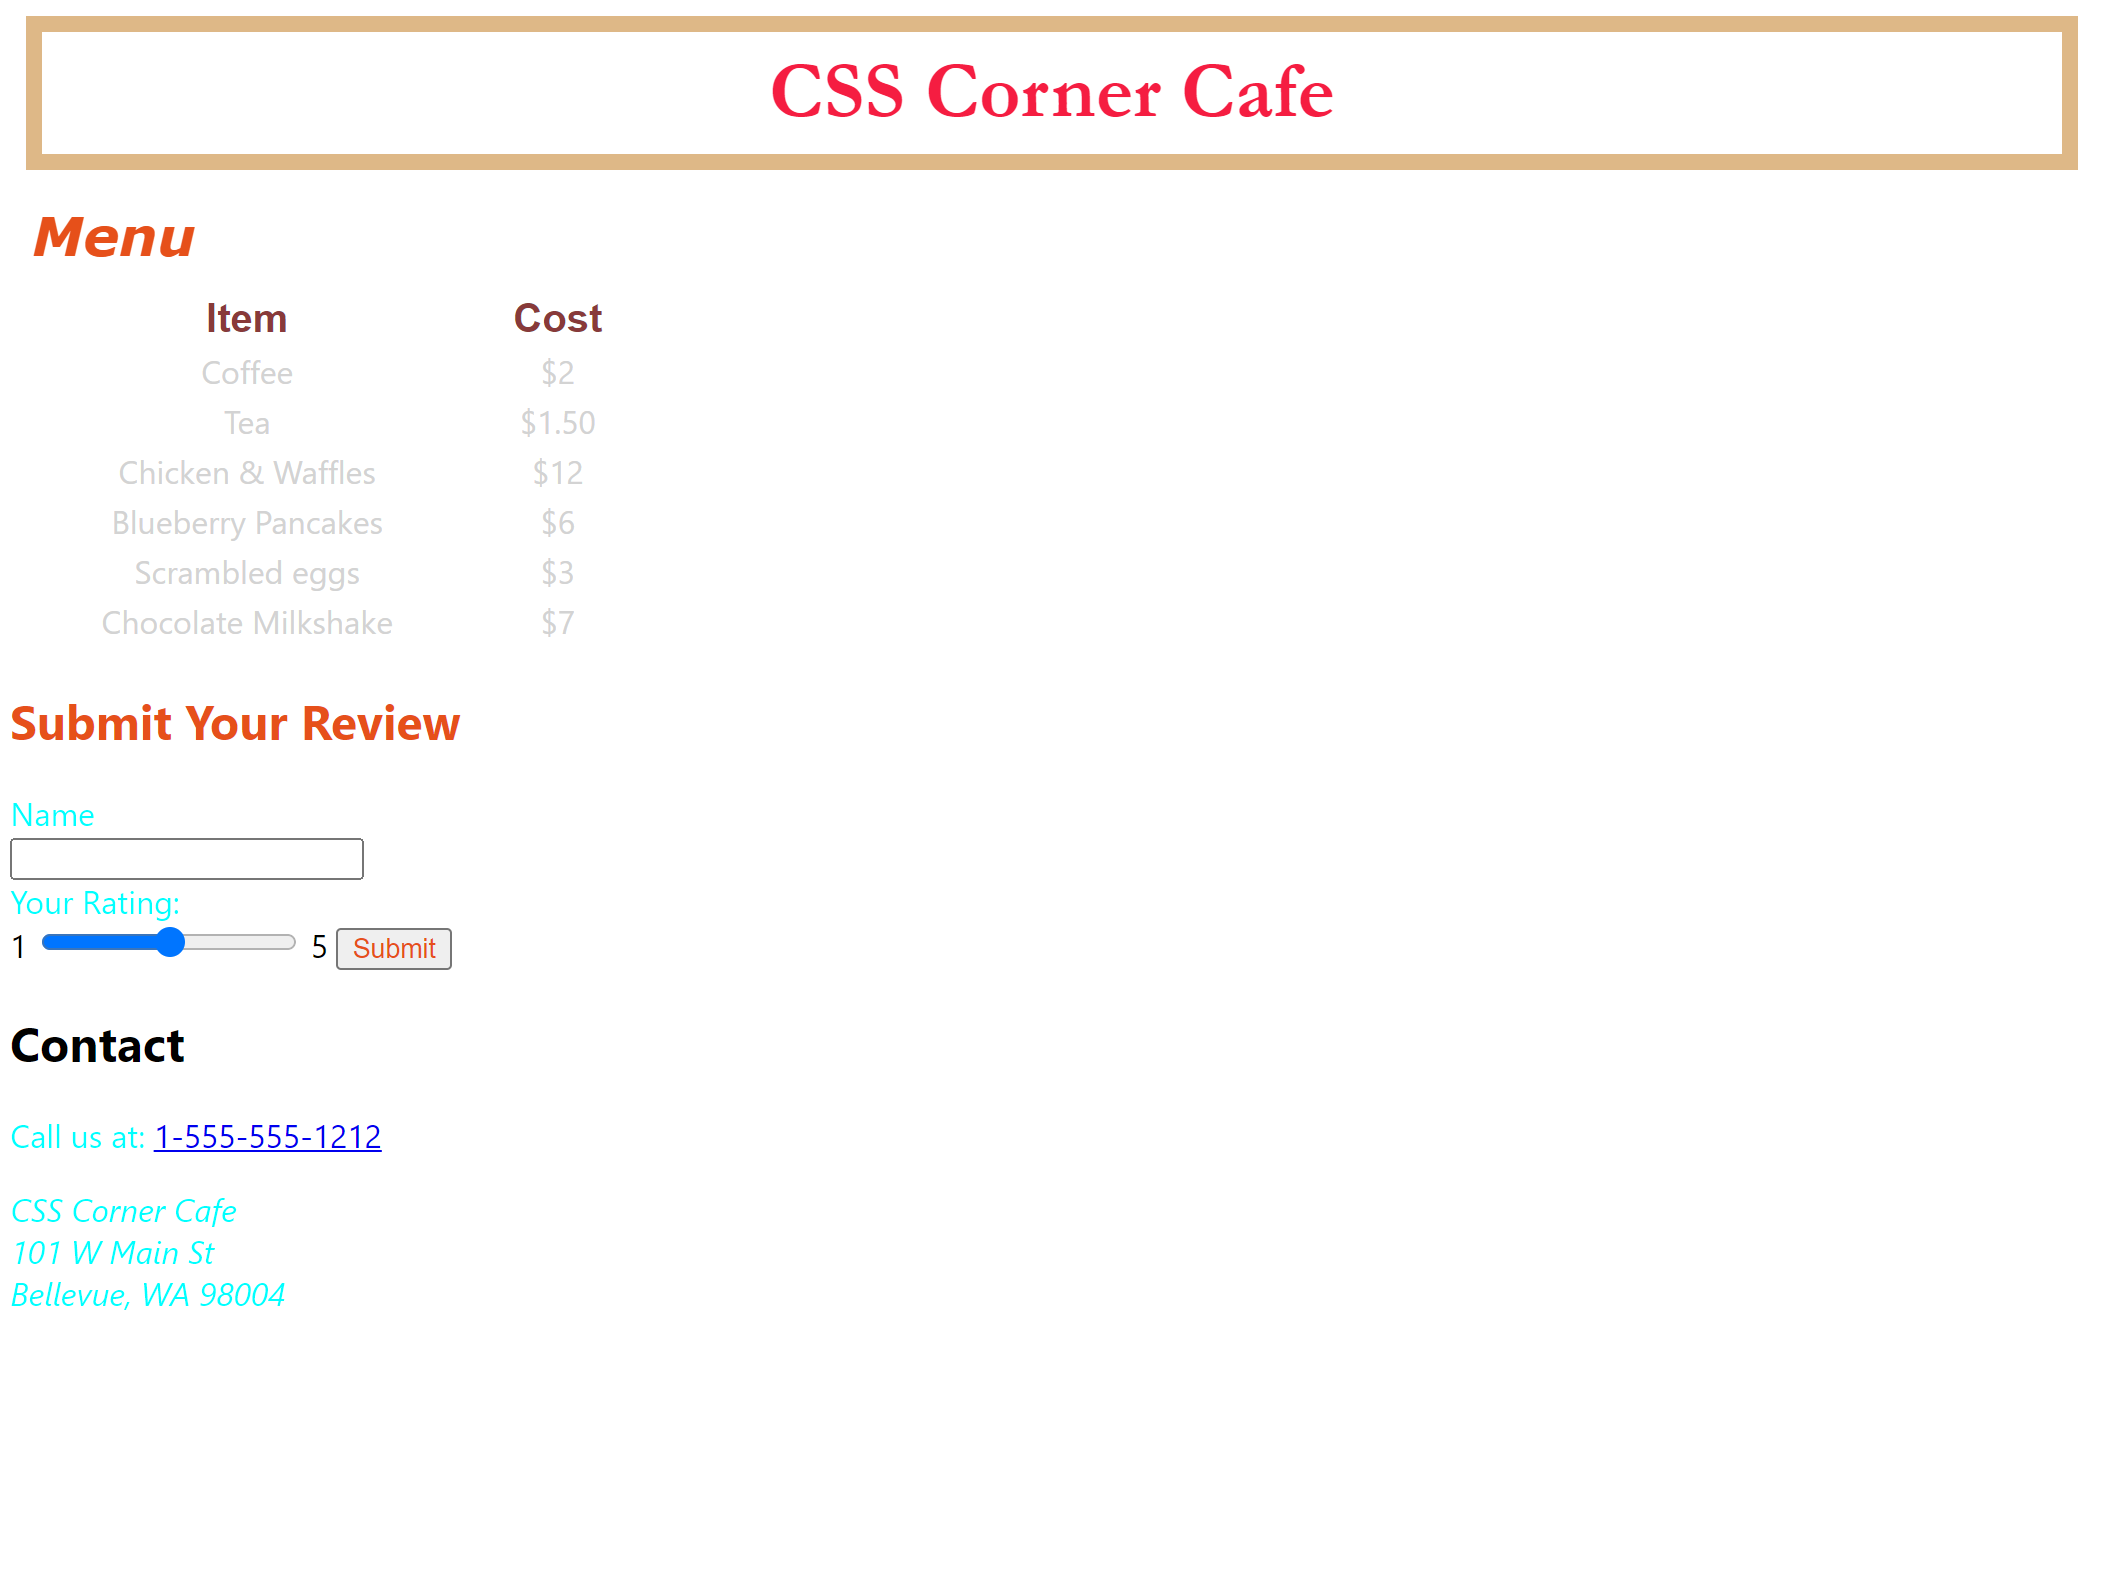 CSS Corner Cafe
Menu
Item Cost
Coffee $2
Tea $1.50
Chicken & Waffles $12
Blueberry Pancakes $6
Scrambled eggs $3
Chocolate Milkshake $7
Submit Your Review
Name
Your Rating:
1 5 Submit
Contact
Call us at: 1-555-555-1212
CSS Corner Cafe
101 W Main St
Bellevue, WA 98004